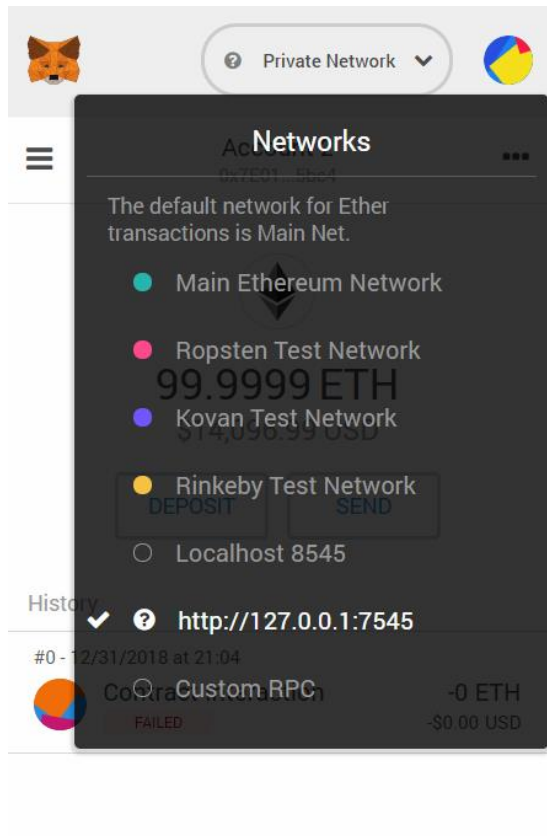 Private Network
Networks
Account 2
0x7E01...5bc4
The default network for Ether
transactions is Main Net.
Main Ethereum Network
Ropsten Test Network
99.9999 ETH
Kovan Test Network
$14,096.99 USD
Rinkeby Test Network
DEPOSIT
SEND
Localhost 8545
History
http://127.0.0.1:7545
#0 - 12/31/2018 at 21:04
Custom RPC
Contract Interaction
-0 ETH
FAILED
-$0.00 USD